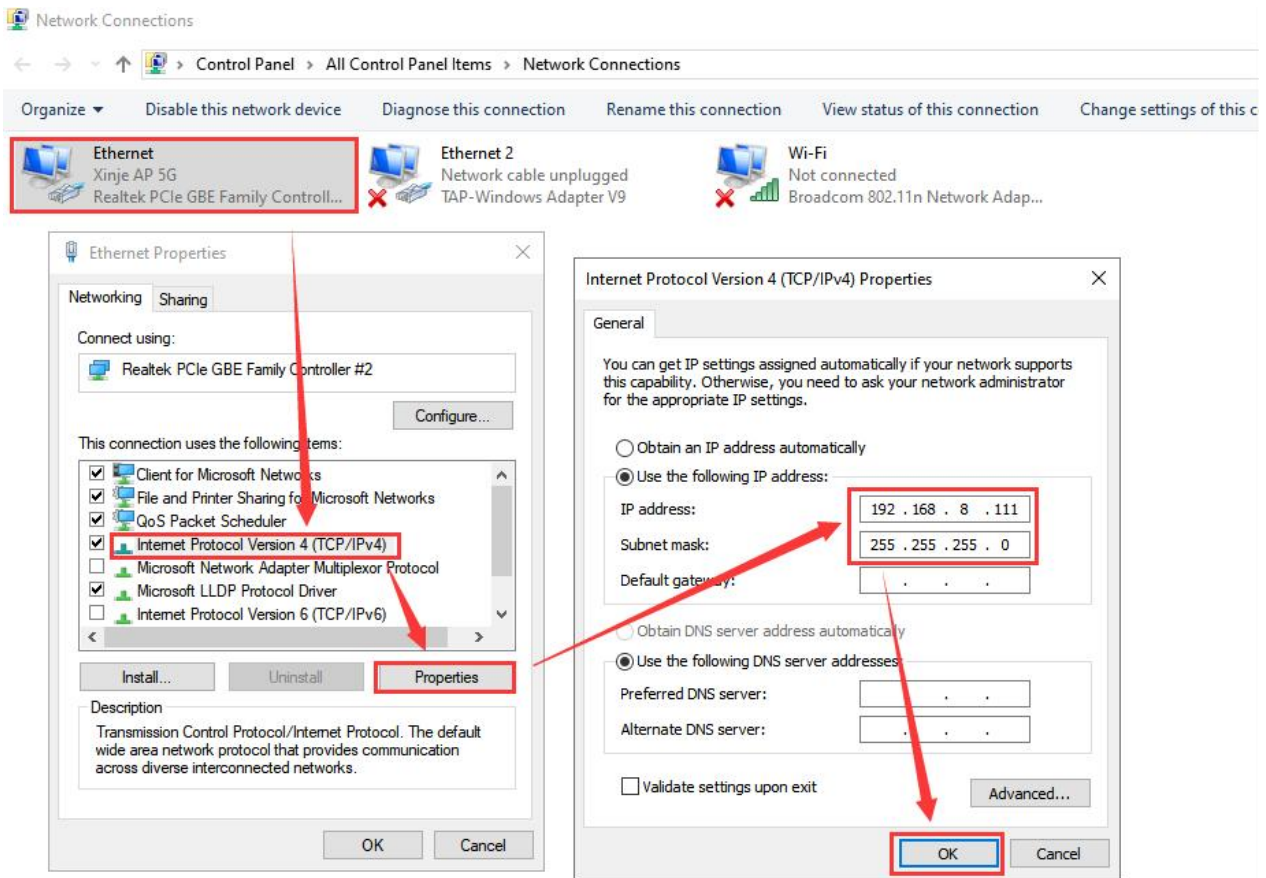 Network Connections
Control Panel > All Control Panel Items > Network Connections
Organize Disable this network device Diagnose this connection Rename this connection View status of this connection Change settings of this c
Ethernet
Xinje AP 5G
Realtek PCIe GBE Family Controll...
Ethernet 2
Network cable unplugged
TAP-Windows Adapter V9
Wi-Fi
Not connected
Broadcom 802.11n Network Adap...
Ethernet Properties
Networking Sharing
Connect using:
Realtek PCIe GBE Family Controller #2
Configure...
This connection uses the following items:
Client for Microsoft Networks
File and Printer Sharing for Microsoft Networks
QoS Packet Scheduler
Internet Protocol Version 4 (TCP/IPv4)
Microsoft Network Adapter Multiplexor Protocol
Microsoft LLDP Protocol Driver
Internet Protocol Version 6 (TCP/IPv6)
Install... Uninstall Properties
Description
Transmission Control Protocol/Internet Protocol. The default
wide area network protocol that provides communication
across diverse interconnected networks.
OK Cancel
Internet Protocol Version 4 (TCP/IPv4) Properties
General
You can get IP settings assigned automatically if your network supports
this capability. Otherwise, you need to ask your network administrator
for the appropriate IP settings.
Obtain an IP address automatically
Use the following IP address:
IP address: 192 . 168 . 8 . 111
Subnet mask: 255 . 255 . 255 . 0
Default gateway: . . .
Obtain DNS server address automatically
Use the following DNS server addresses:
Preferred DNS server: . .
Alternate DNS server: . . .
Validate settings upon exit
Advanced...
OK Cancel